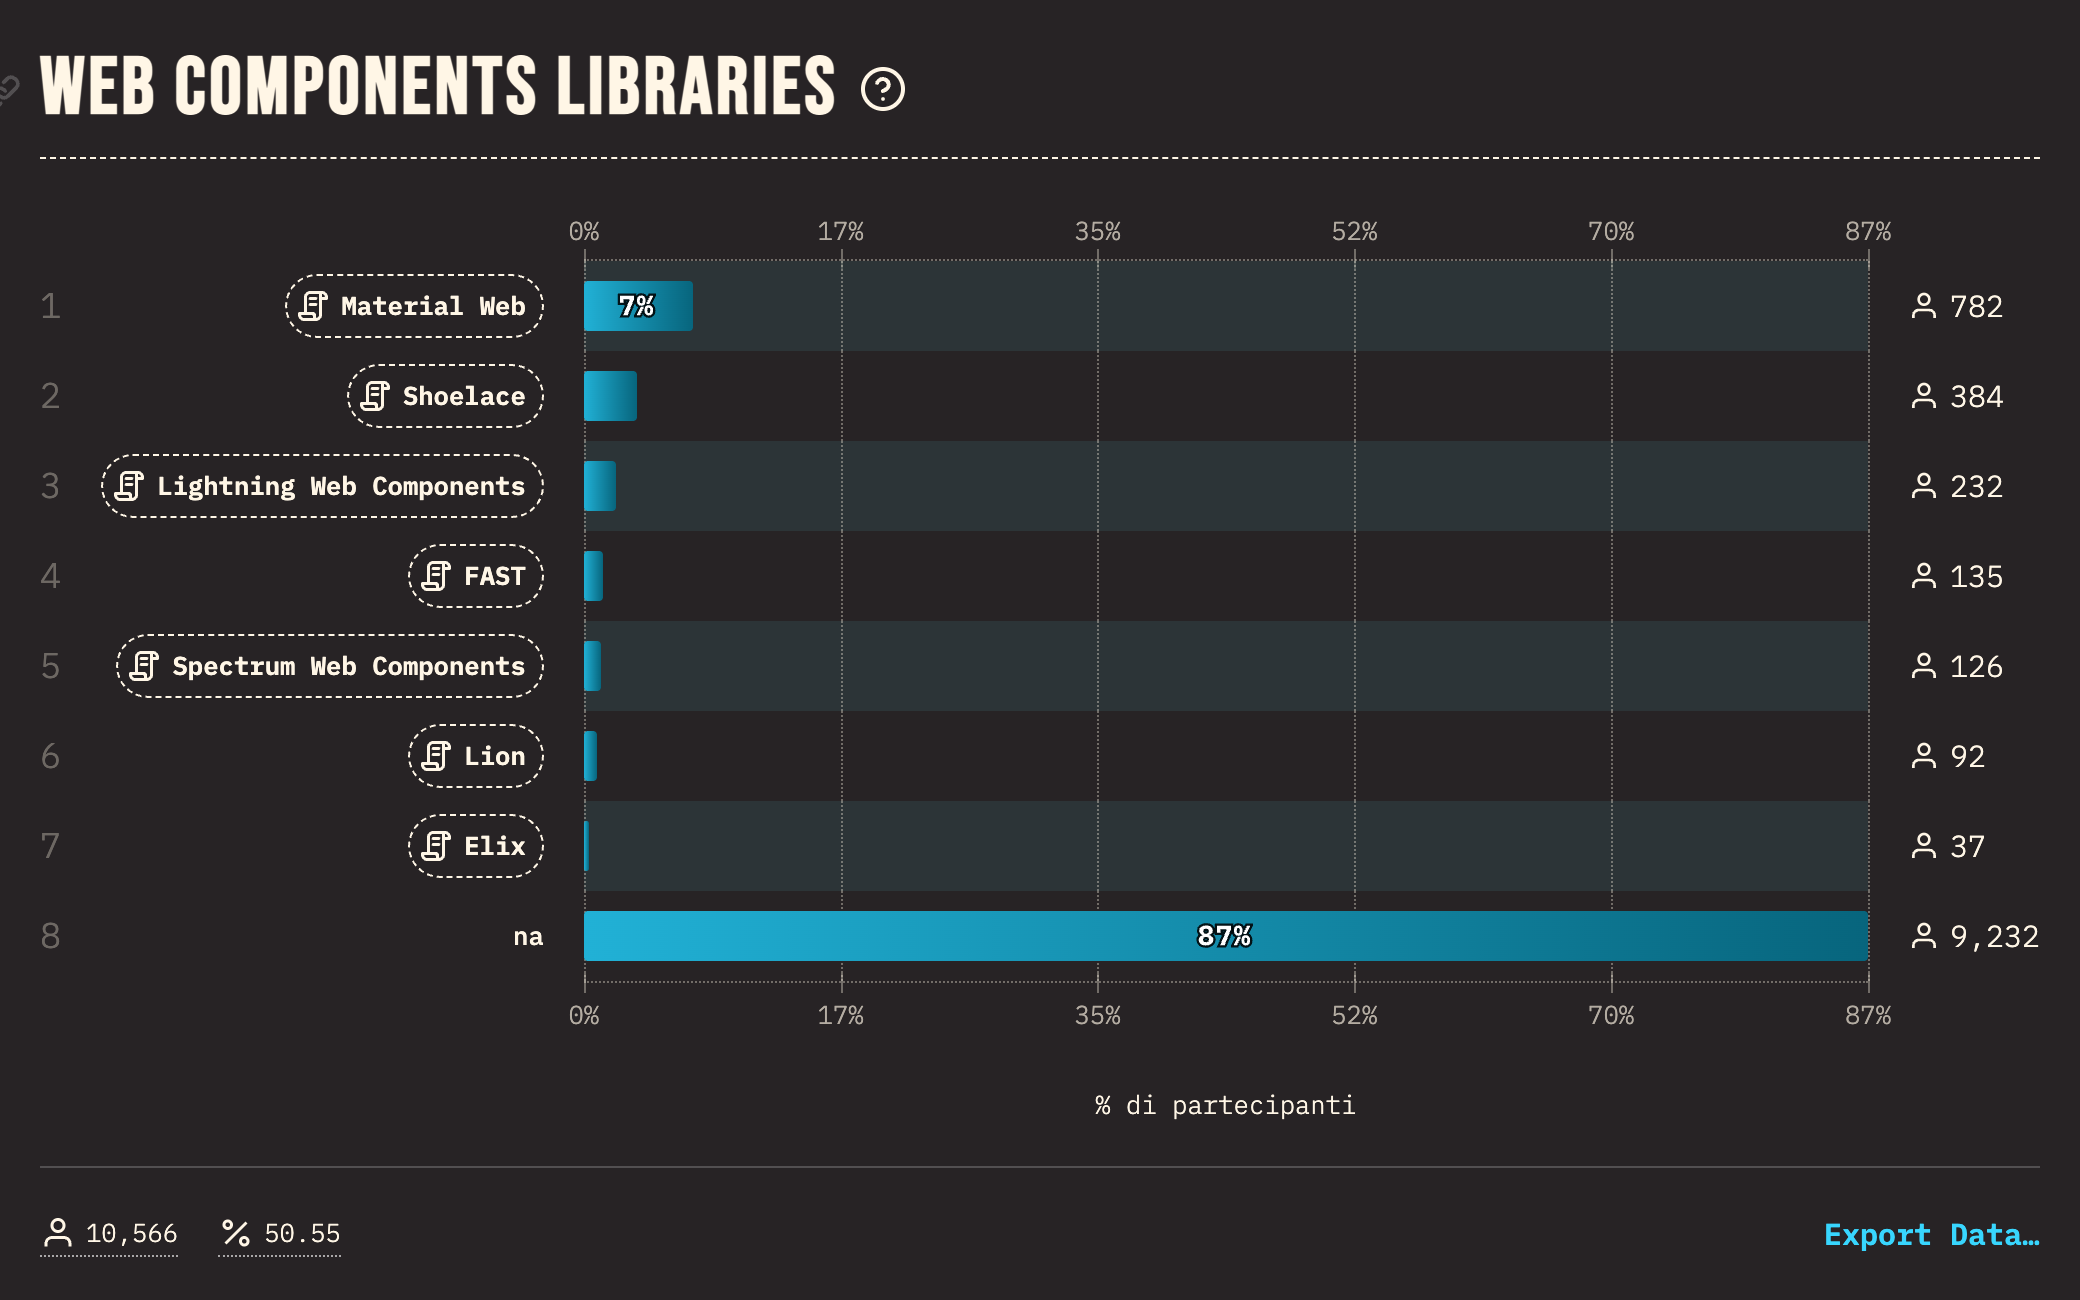 WEB COMPONENTS LIBRARIES
0% 17% 35% 52% 70% 87%
1 Material Web 7% 782
2 Shoelace 384
3 Lightning Web Components 232
4 FAST 135
5 Spectrum Web Components 126
6 Lion 92
7 Elix 37
8 na 87% 9,232
0% 17% 35% 52% 70% 87%
% di partecipanti
10,566 % 50.55 Export Data…